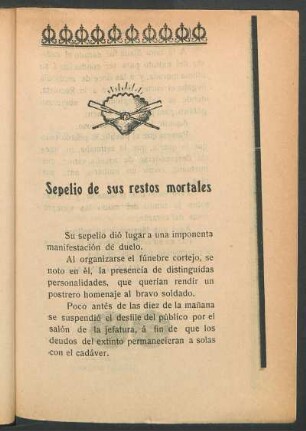 Sepelio de sus restos mortales
Su sepelio dió lugar a una imponenta
manifestación de duelo.
Al organizarse el fúnebre cortejo, se
noto en él, la presencia de distinguidas
personalidades, que querían rendir un
postrero homenaje al bravo soldado.
Poco antés de las diez de la mañana
se suspendió el desfile del público por el
salón de la jefatura, á fin de que los
deudos del extinto permanecieran a solas
con el cadáver.